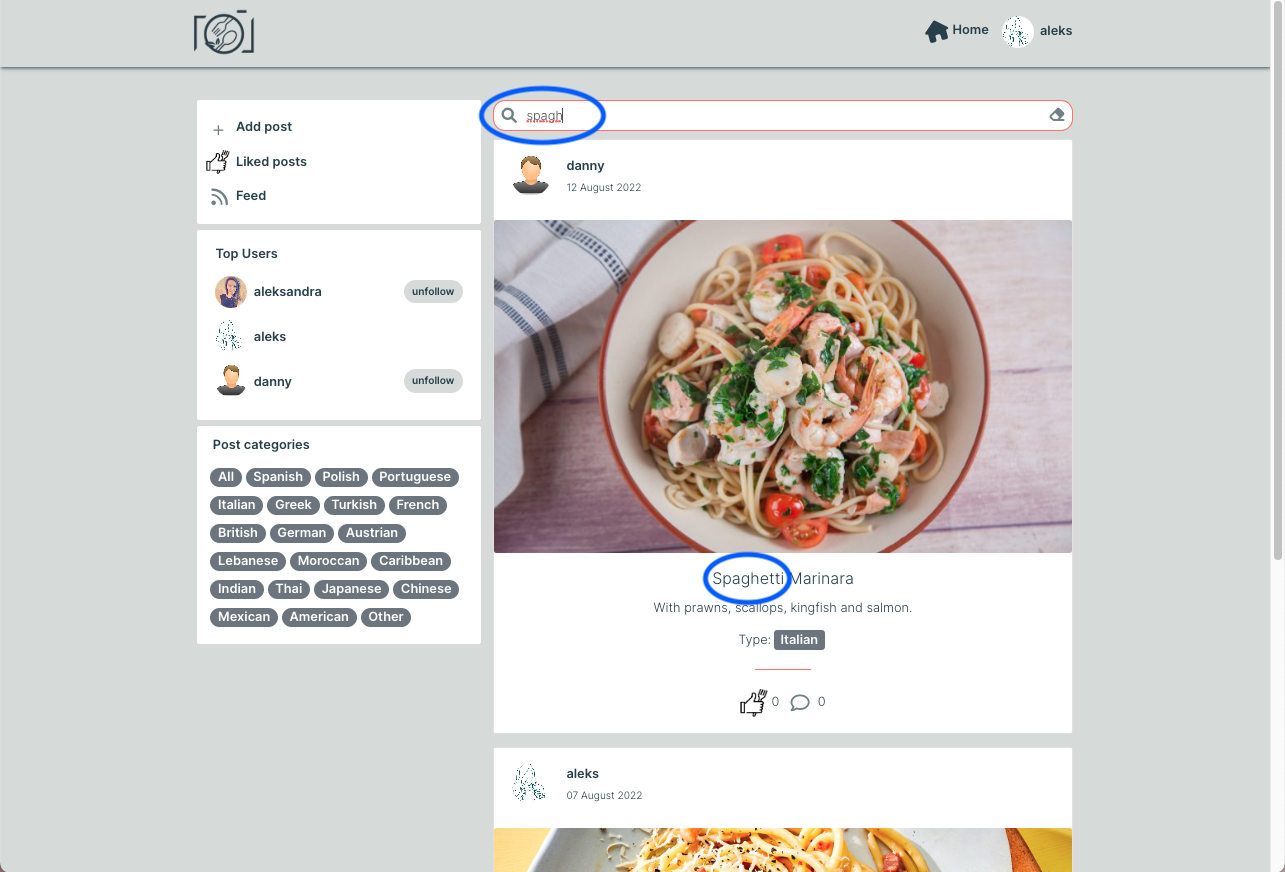 Home aleks
Add post
Liked posts
Feed
Top Users
aleksandra unfollow
aleks
danny unfollow
Post categories
All Spanish Polish Portuguese
Italian Greek Turkish French
British German Austrian
Lebanese Moroccan Caribbean
Indian Thai Japanese Chinese
Mexican American Other
spagh
danny
12 August 2022
Spaghetti Marinara
With prawns, scallops, kingfish and salmon.
Type: Italian
0 0
aleks
07 August 2022